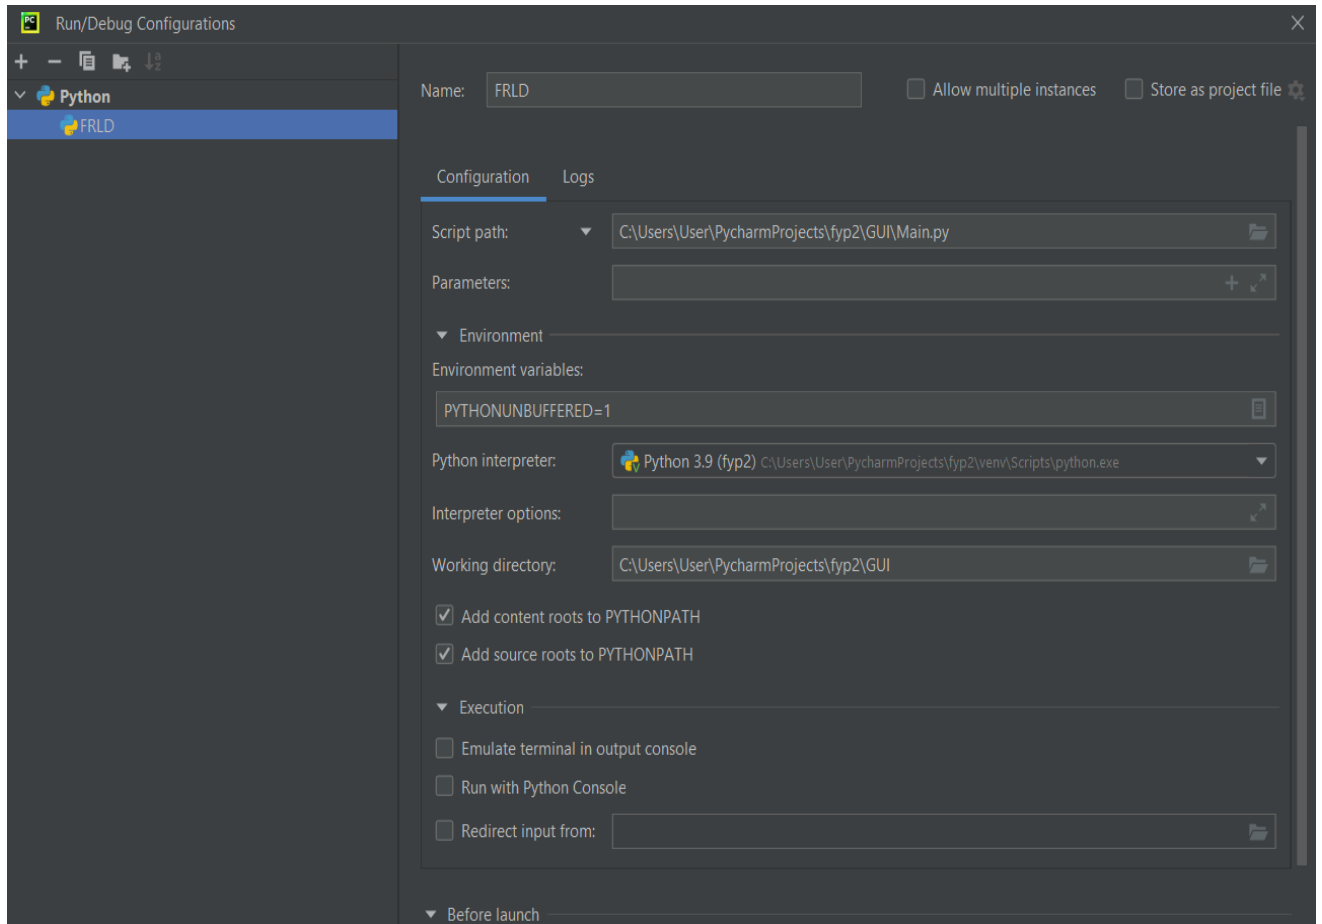 PC
Run/Debug Configurations
Python
FRLD
Name:
FRLD
Allow multiple instances
Store as project file
Configuration
Logs
Script path:
C:\Users\User\PycharmProjects\fyp2\GUI\Main.py
Parameters:
Environment
Environment variables:
PYTHONUNBUFFERED=1
Python interpreter:
Python 3.9 (fyp2) C:\Users\User\PycharmProjects\fyp2\venv\Scripts\python.exe
Interpreter options:
Working directory:
C:\Users\User\PycharmProjects\fyp2\GUI
Add content roots to PYTHONPATH
Add source roots to PYTHONPATH
Execution
Emulate terminal in output console
Run with Python Console
Redirect input from:
Before launch